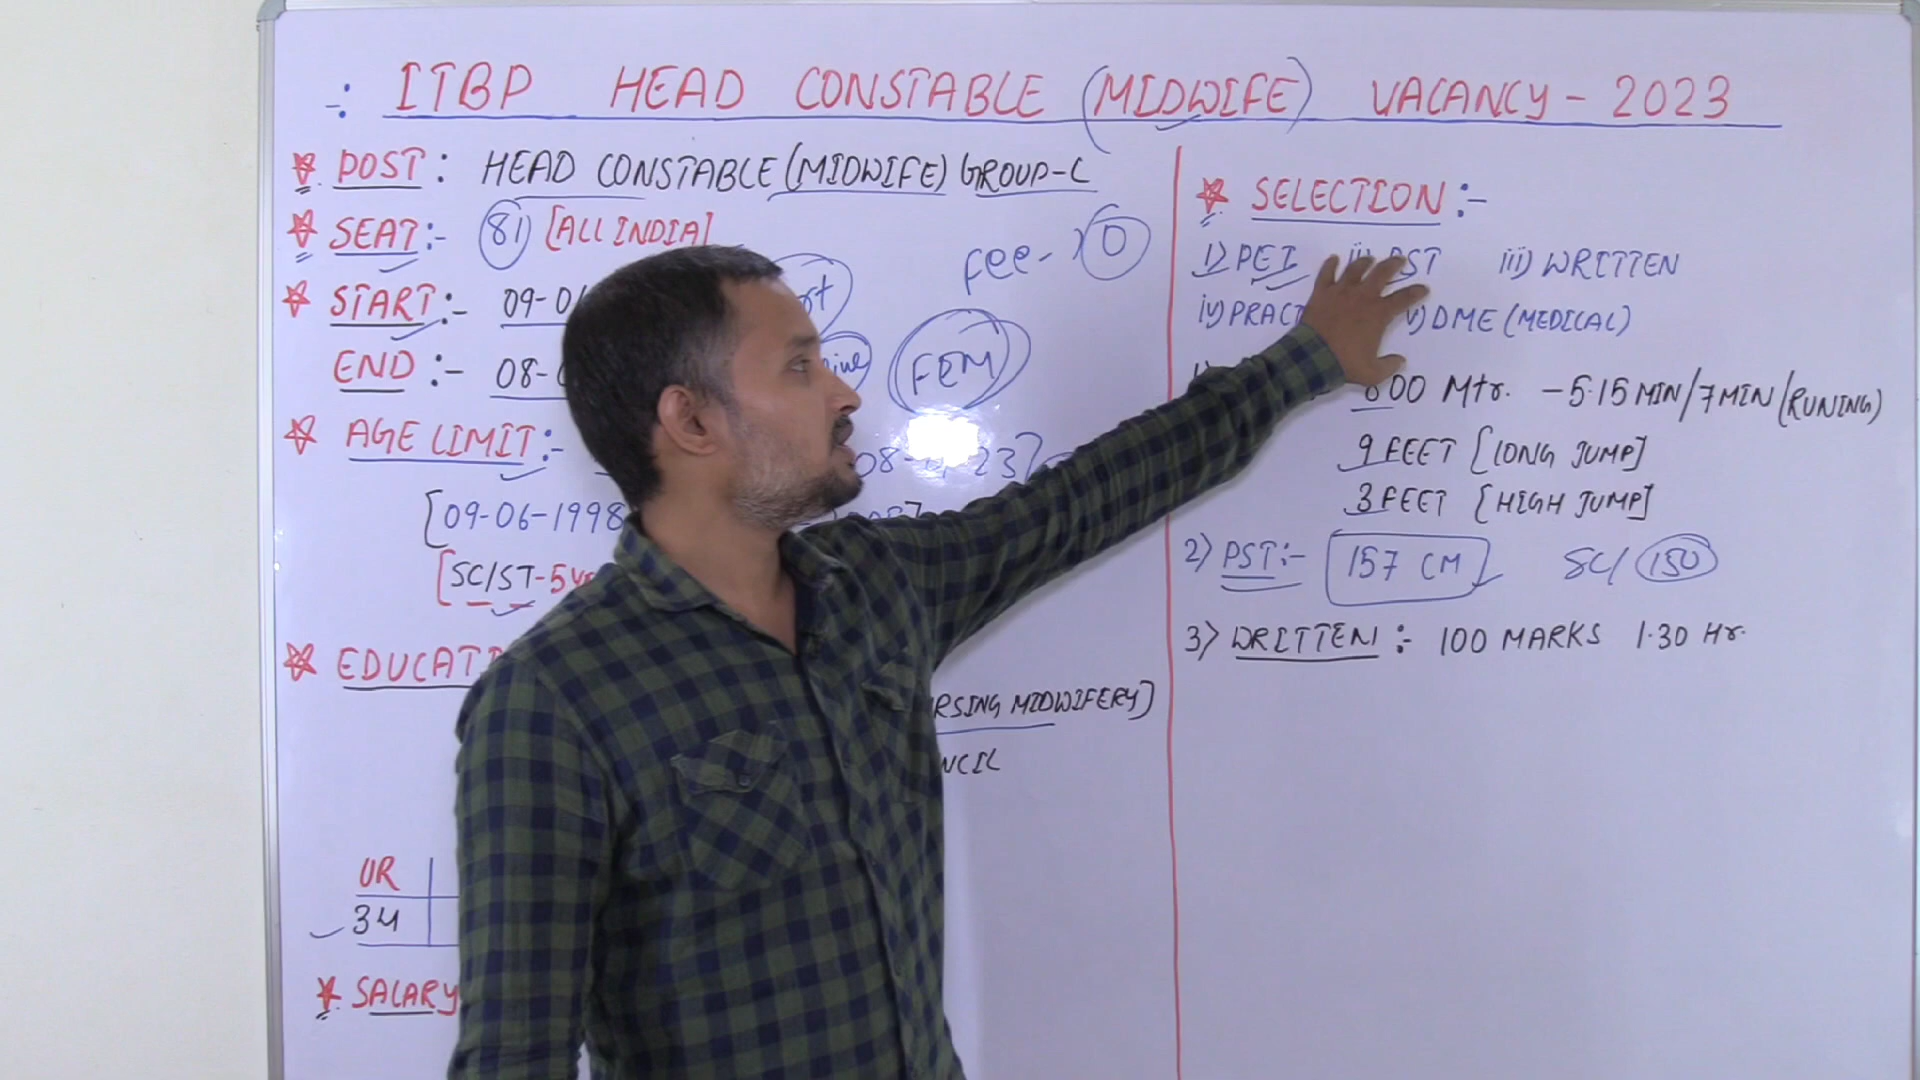 :- ITBP HEAD CONSTABLE (MIDWIFE) VACANCY - 2023
POST : HEAD CONSTABLE (MIDWIFE) GROUP-C
SEAT :- 81 [ALL INDIA]
fee- 0
START :- 09-0
END :- 08-0
FEM
AGE LIMIT :-
08- 23
[09-06-1998
[SC/ST-5
EDUCATI
RSING MIDWIFERY]
NCIL
UR
34
SALARY
SELECTION :-
i) PET ii) PST iii) WRITTEN
iv) PRACT v) DME (MEDICAL)
800 Mtr. - 5.15 MIN/7 MIN (RUNING)
9 FEET [LONG JUMP]
3 FEET [HIGH JUMP]
2) PST :- 157 CM SC/ 150
3) WRITTEN :- 100 MARKS 1.30 Hr.